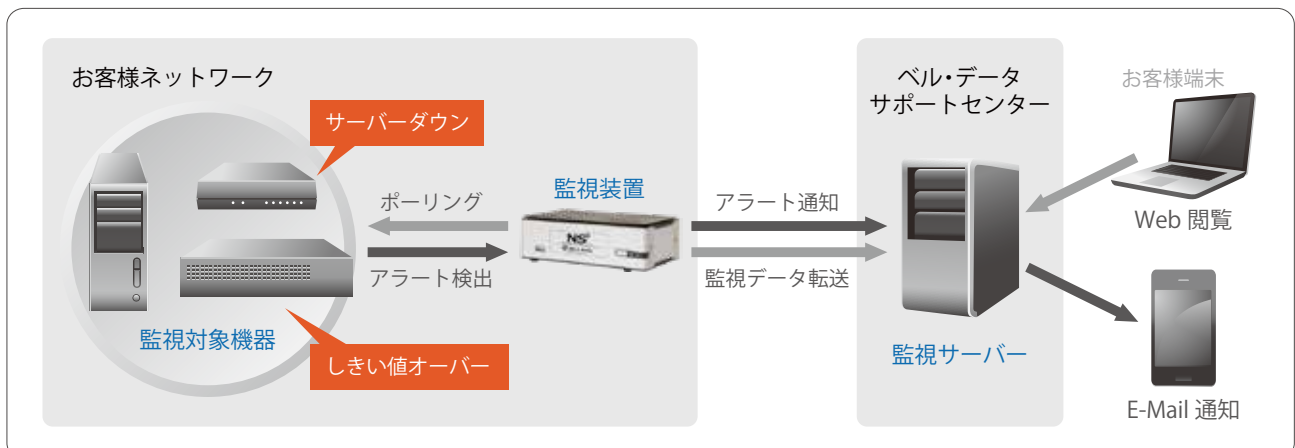 お客様ネットワーク
サーバーダウン
ポーリング
アラート検出
監視対象機器
しきい値オーバー
監視装置
NS
アラート通知
監視データ転送
ベル・データ
サポートセンター
監視サーバー
お客様端末
Web 閲覧
E-Mail 通知